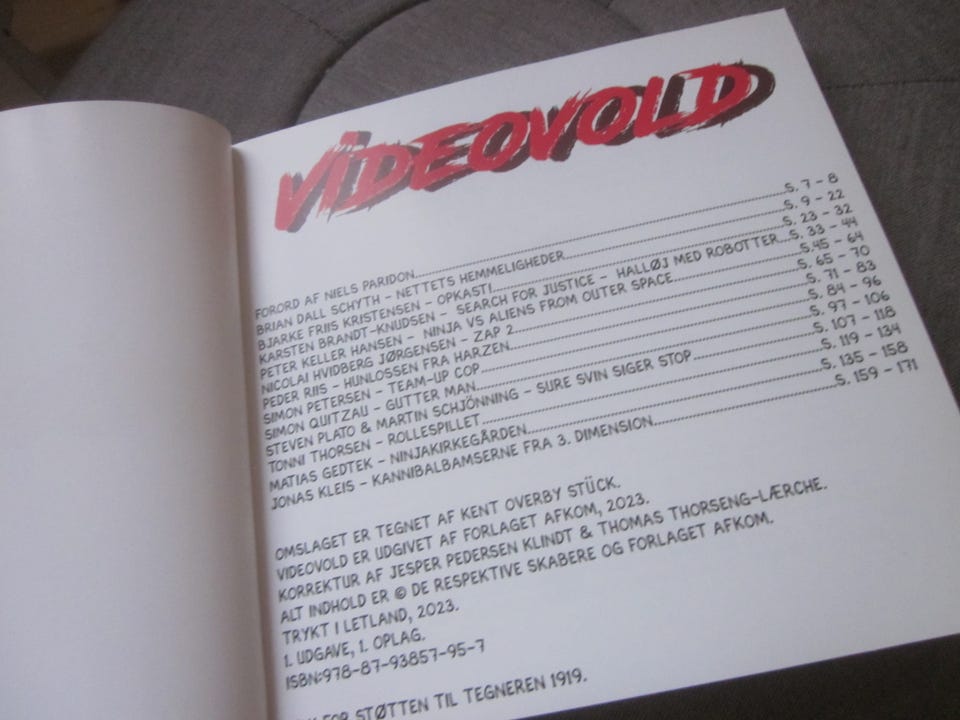 VIDEOVOLD
FORORD AF NIELS PARIDON...S. 7 - 8
BRIAN DALL SCHYTH - NETTETS HEMMELIGHEDER...S. 9 - 22
BJARKE FRIIS KRISTENSEN - OPKASTI...S. 23 - 32
KARSTEN BRANDT-KNUDSEN - SEARCH FOR JUSTICE - HALLØJ MED ROBOTTER...S. 33 - 44
PETER KELLER HANSEN - NINJA VS ALIENS FROM OUTER SPACE...S.45 - 64
NICOLAI HVIDBERG JØRGENSEN - ZAP 2...S. 65 - 70
PEDER RIIS - HUNLOSSEN FRA HARZEN...S. 71 - 83
SIMON PETERSEN - TEAM-UP COP...S. 84 - 96
SIMON QUITZAU - GUTTER MAN...S. 97 - 106
STEVEN PLATO & MARTIN SCHJÖNNING - SURE SVIN SIGER STOP...S. 107 - 118
TONNI THORSEN - ROLLESPILLET...S. 119 - 134
MATIAS GEDTEK - NINJAKIRKEGÅRDEN...S. 135 - 158
JONAS KLEIS - KANNIBALBAMSERNE FRA 3. DIMENSION...S. 159 - 171
OMSLAGET ER TEGNET AF KENT OVERBY STÜCK.
VIDEOVOLD ER UDGIVET AF FORLAGET AFKOM, 2023.
KORREKTUR AF JESPER PEDERSEN KLINDT & THOMAS THORSENG-LÆRCHE.
ALT INDHOLD ER © DE RESPEKTIVE SKABERE OG FORLAGET AFKOM.
TRYKT I LETLAND, 2023.
1. UDGAVE, 1. OPLAG.
ISBN:978-87-93857-95-7
FOR STØTTEN TIL TEGNEREN 1919.